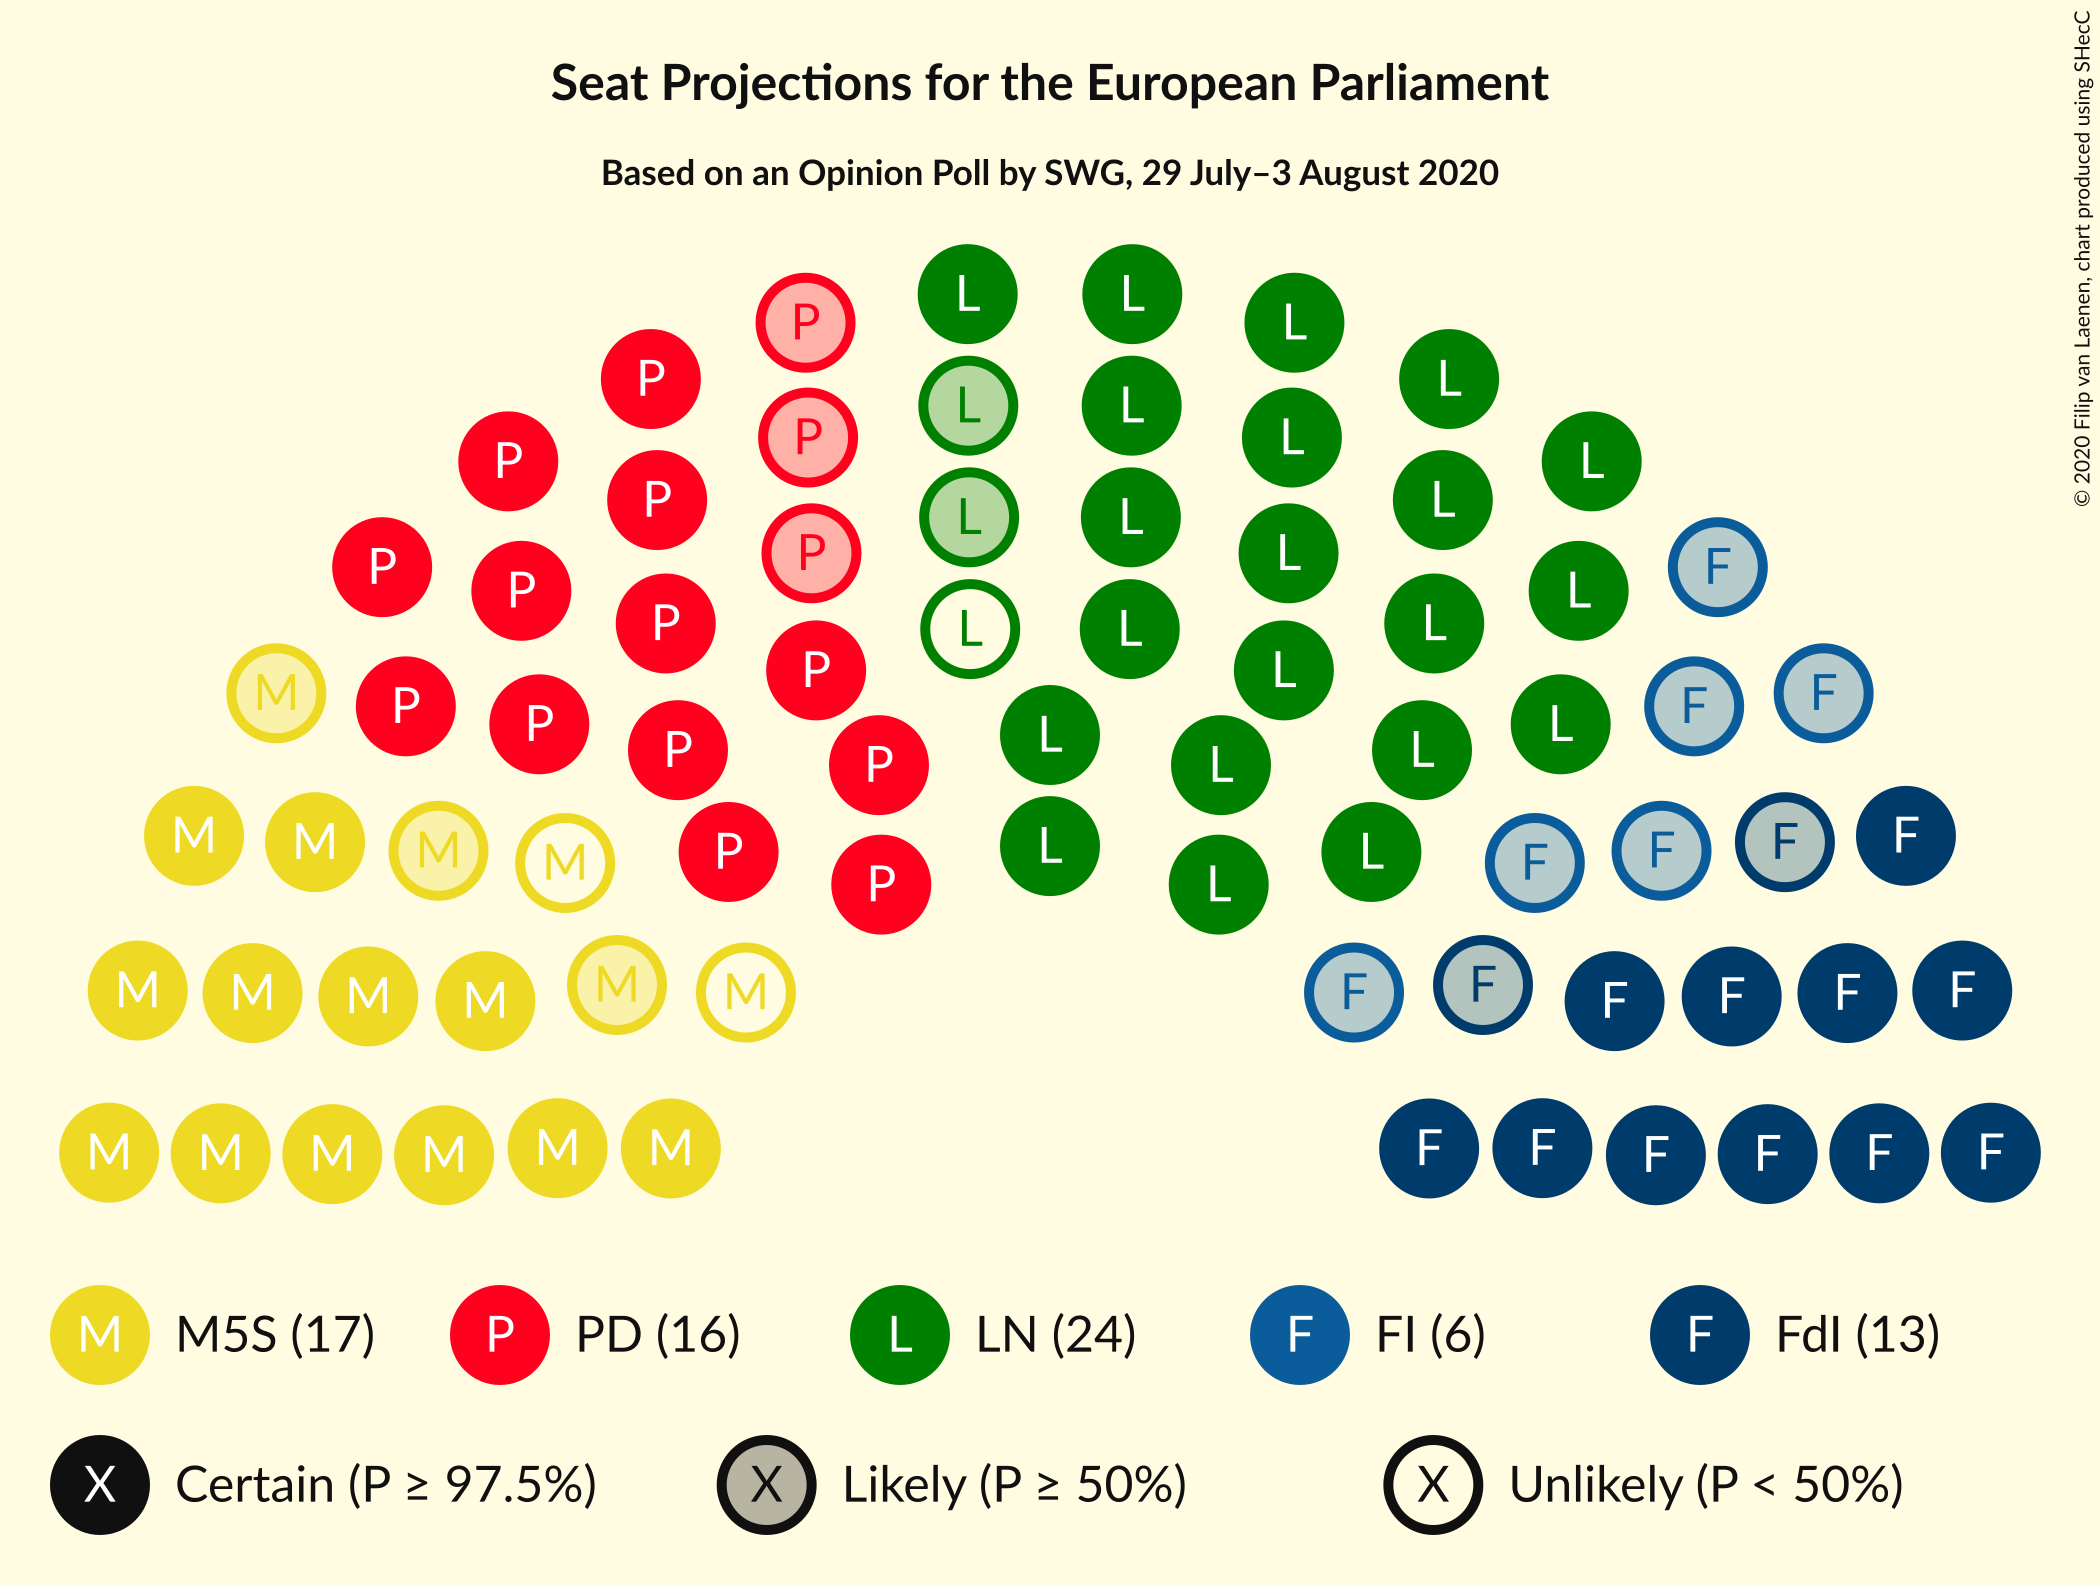 Seat Projections for the European Parliament
Based on an Opinion Poll by SWG, 29 July–3 August 2020
© 2020 Filip van Laenen, chart produced using SHecC
L L
P L
P L
P L L
P P L L
P L
P L L
P P L F
P P L L
P P L
L L
P L
M F
P P L F
P P L L
P L L
M M F F
M M P L F F
L
P L
M M M F F F
M M M F F F
M M M M M M F F F F F F
M M5S (17) P PD (16) L LN (24) F FI (6) F FdI (13)
X Certain (P ≥ 97.5%) X Likely (P ≥ 50%) X Unlikely (P < 50%)